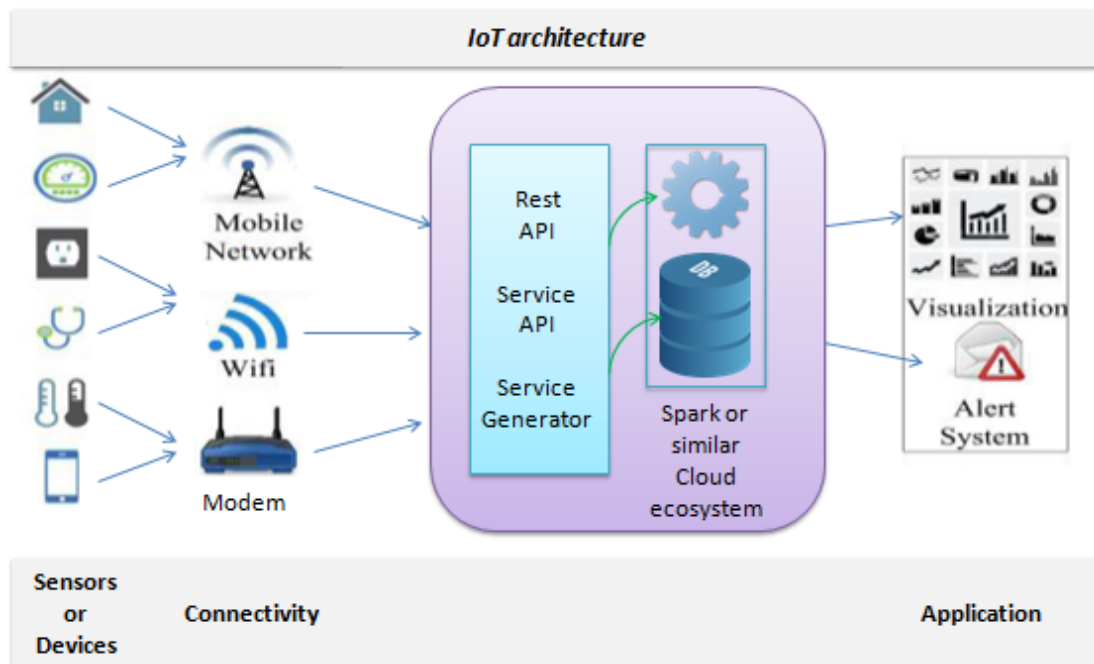 IoT architecture
Mobile
Network
Wifi
Modem
Rest
API
Service
API
Service
Generator
DB
Spark or
similar
Cloud
ecosystem
Visualization
Alert
System
Sensors
or
Devices
Connectivity
Application